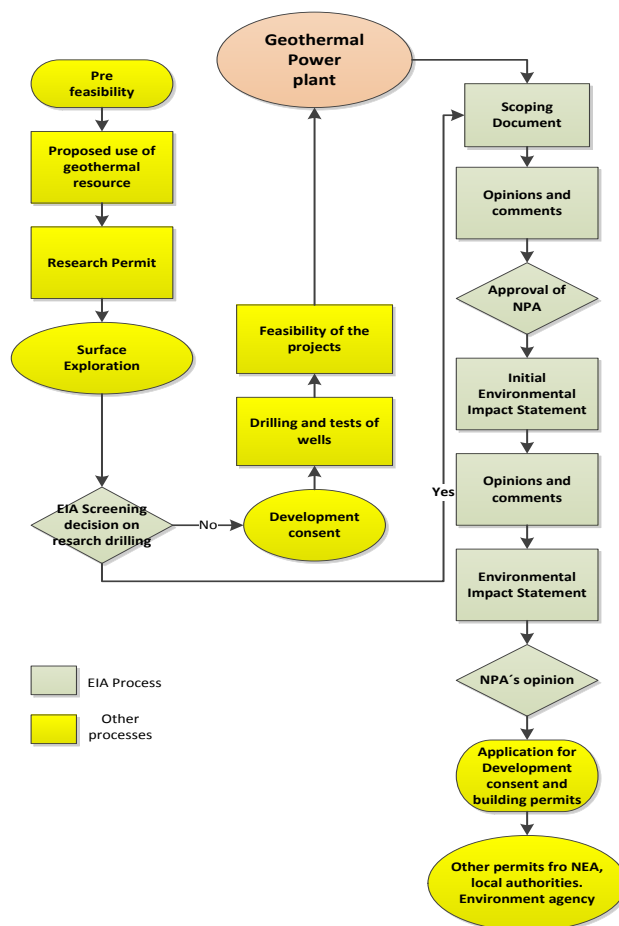 Pre
feasibility
Proposed use of
geothermal
resource
Research Permit
Surface
Exploration
EIA Screening
decision on
resarch drilling
No
Development
consent
Drilling and tests of
wells
Feasibility of the
projects
Geothermal
Power
plant
Yes
Scoping
Document
Opinions and
comments
Approval of
NPA
Initial
Environmental
Impact Statement
Opinions and
comments
Environmental
Impact Statement
NPA´s opinion
Application for
Development
consent and
building permits
Other permits fro NEA,
local authorities.
Environment agency
EIA Process
Other
processes